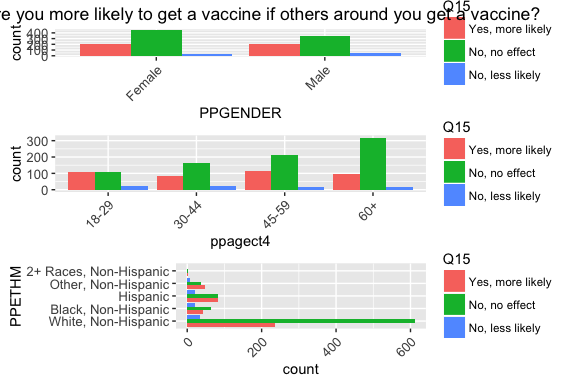 re you more likely to get a vaccine if others around you get a vaccine?
count
400
300
200
100
0
Female
Male
PPGENDER
Q15
Yes, more likely
No, no effect
No, less likely
count
300
200
100
0
18-29
30-44
45-59
60+
ppagect4
Q15
Yes, more likely
No, no effect
No, less likely
PPETHM
2+ Races, Non-Hispanic
Other, Non-Hispanic
Hispanic
Black, Non-Hispanic
White, Non-Hispanic
0
200
400
600
count
Q15
Yes, more likely
No, no effect
No, less likely